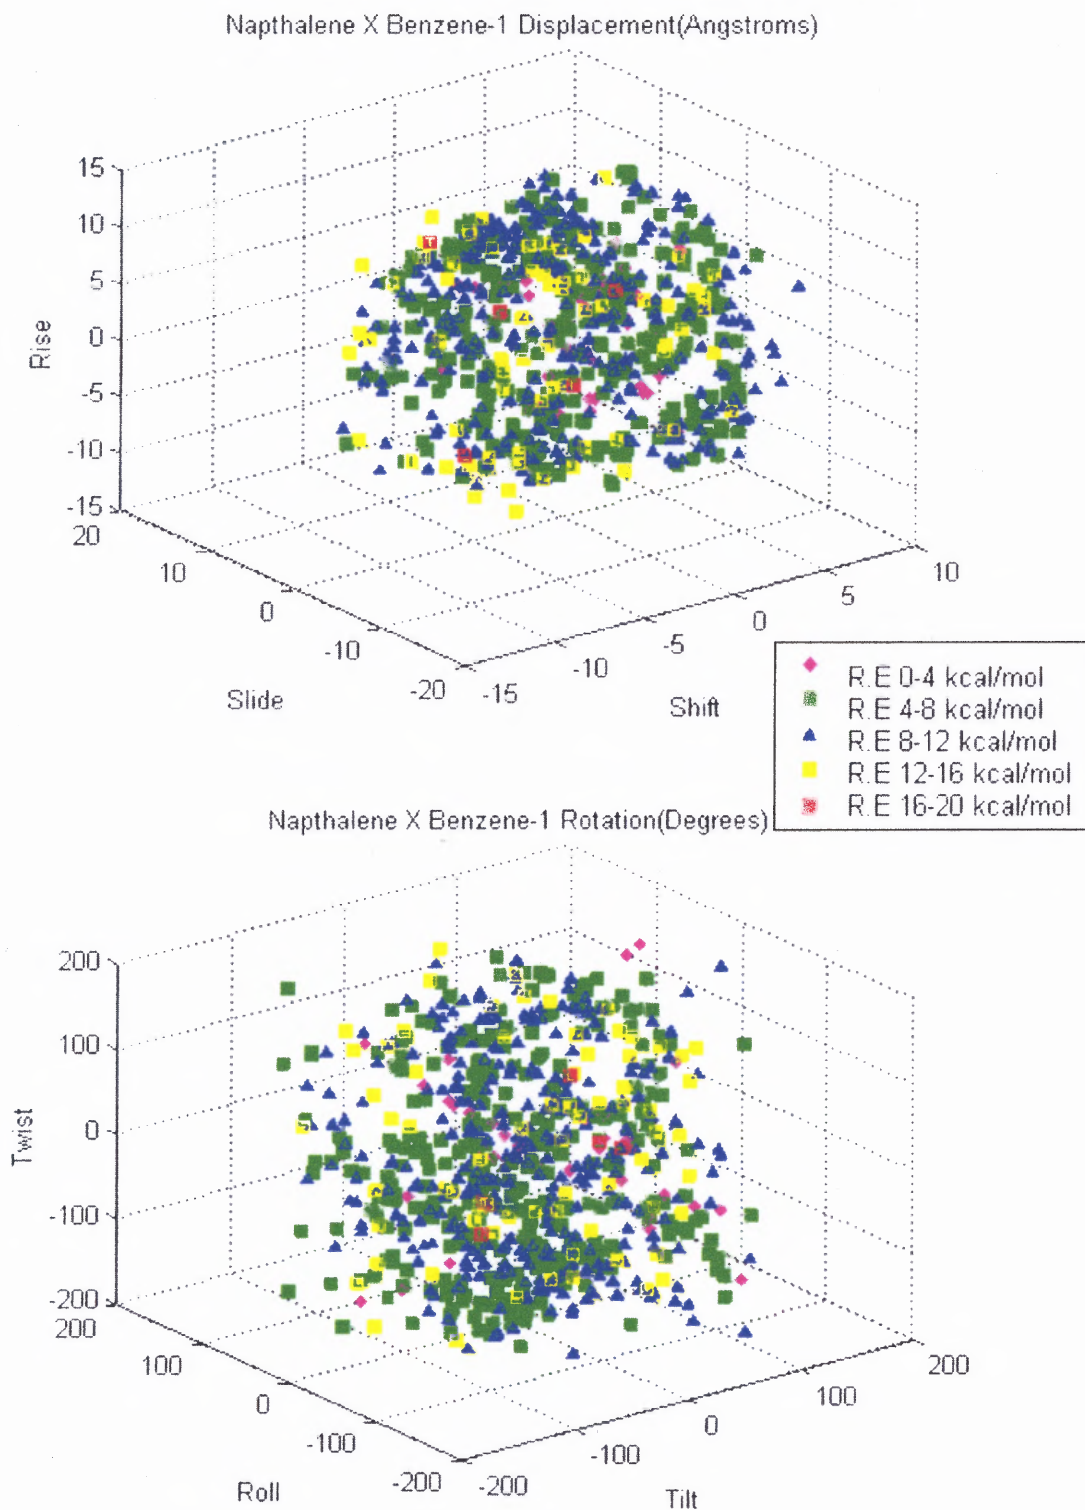 Napthalene X Benzene-1 Displacement(Angstroms)
15
10
5
0
-5
-10
-15
Rise
20
10
0
-10
-20
Slide
-15
-10
-5
0
5
10
Shift
R.E 0-4 kcal/mol
R.E 4-8 kcal/mol
R.E 8-12 kcal/mol
R.E 12-16 kcal/mol
R.E 16-20 kcal/mol
Napthalene X Benzene-1 Rotation(Degrees)
200
100
0
-100
-200
Twist
200
100
0
-100
-200
Roll
-200
-100
0
100
200
Tilt